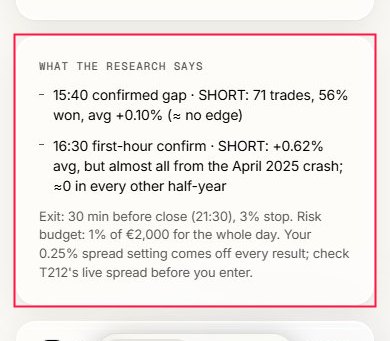 WHAT THE RESEARCH SAYS
– 15:40 confirmed gap · SHORT: 71 trades, 56%
won, avg +0.10% (≈ no edge)
– 16:30 first-hour confirm · SHORT: +0.62%
avg, but almost all from the April 2025 crash;
≈0 in every other half-year
Exit: 30 min before close (21:30), 3% stop. Risk
budget: 1% of €2,000 for the whole day. Your
0.25% spread setting comes off every result; check
T212's live spread before you enter.